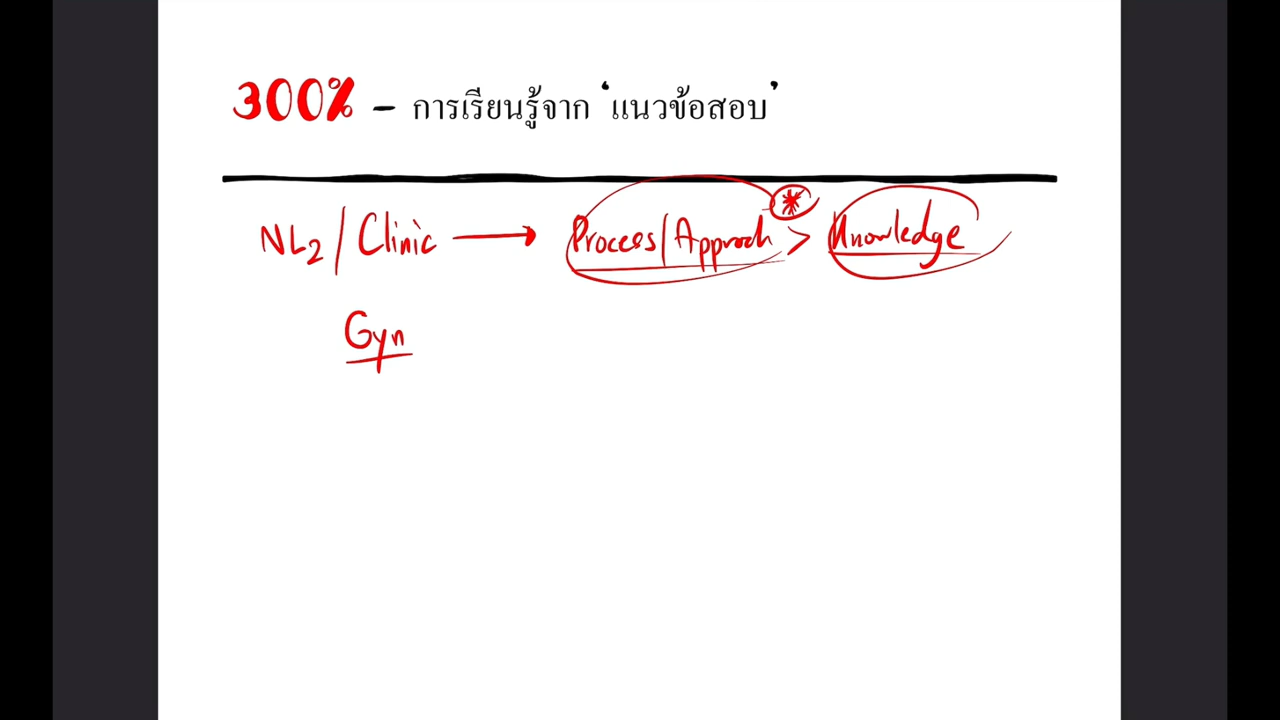 300% - การเรียนรู้จาก 'แนวข้อสอบ'
NL2 / Clinic → Process/Approch > Knowledge
Gyn